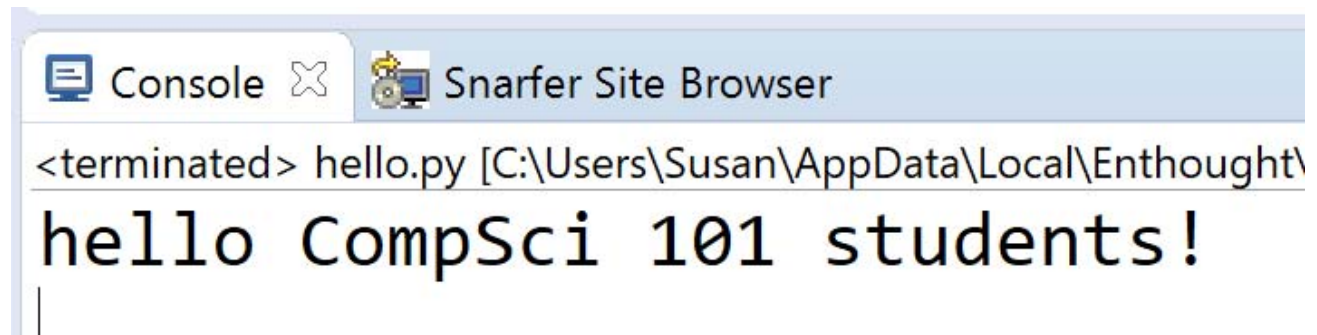 Console Snarfer Site Browser
<terminated> hello.py [C:\Users\Susan\AppData\Local\Enthought\
hello CompSci 101 students!